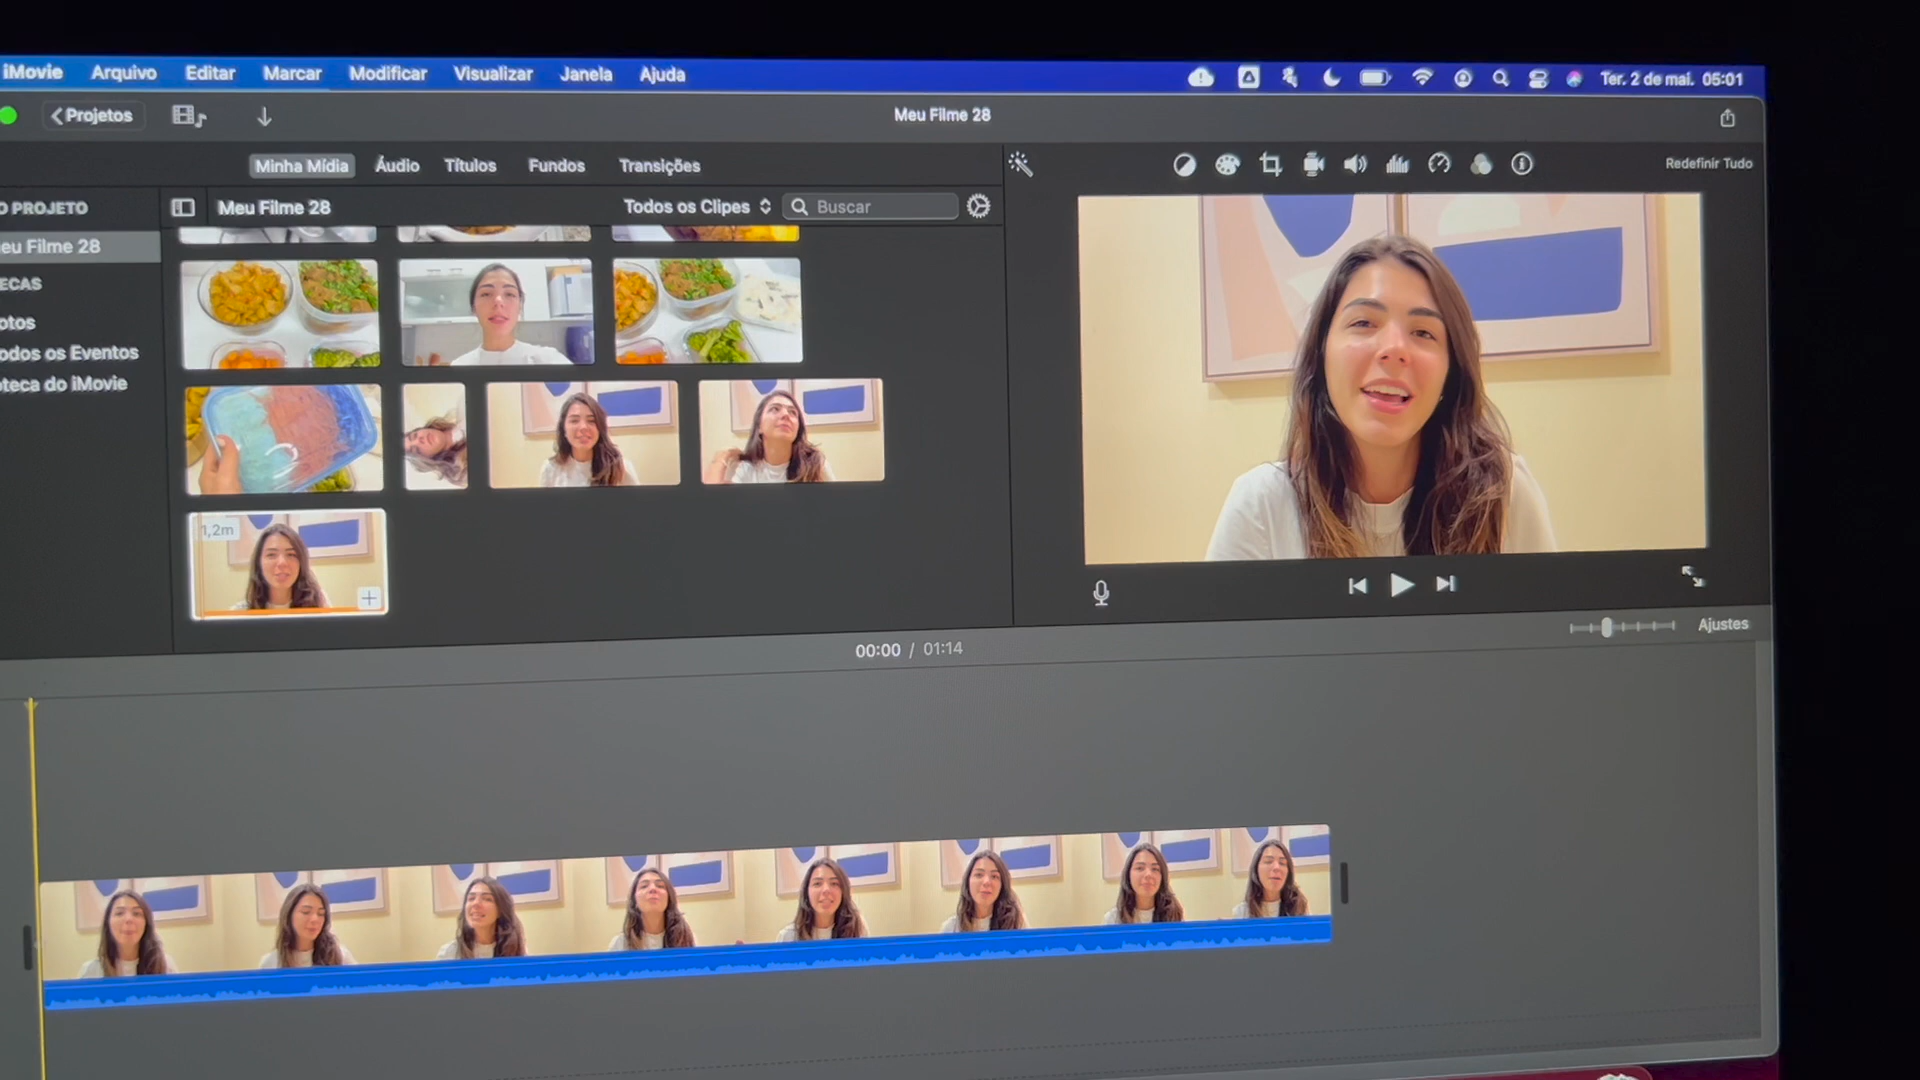 iMovie Arquivo Editar Marcar Modificar Visualizar Janela Ajuda Ter. 2 de mai. 05:01
Projetos Meu Filme 28
Minha Mídia Áudio Títulos Fundos Transições Redefinir Tudo
O PROJETO Meu Filme 28 Todos os Clipes Buscar
eu Filme 28
ECAS
otos
odos os Eventos
oteca do iMovie
1,2m
Ajustes
00:00 / 01:14